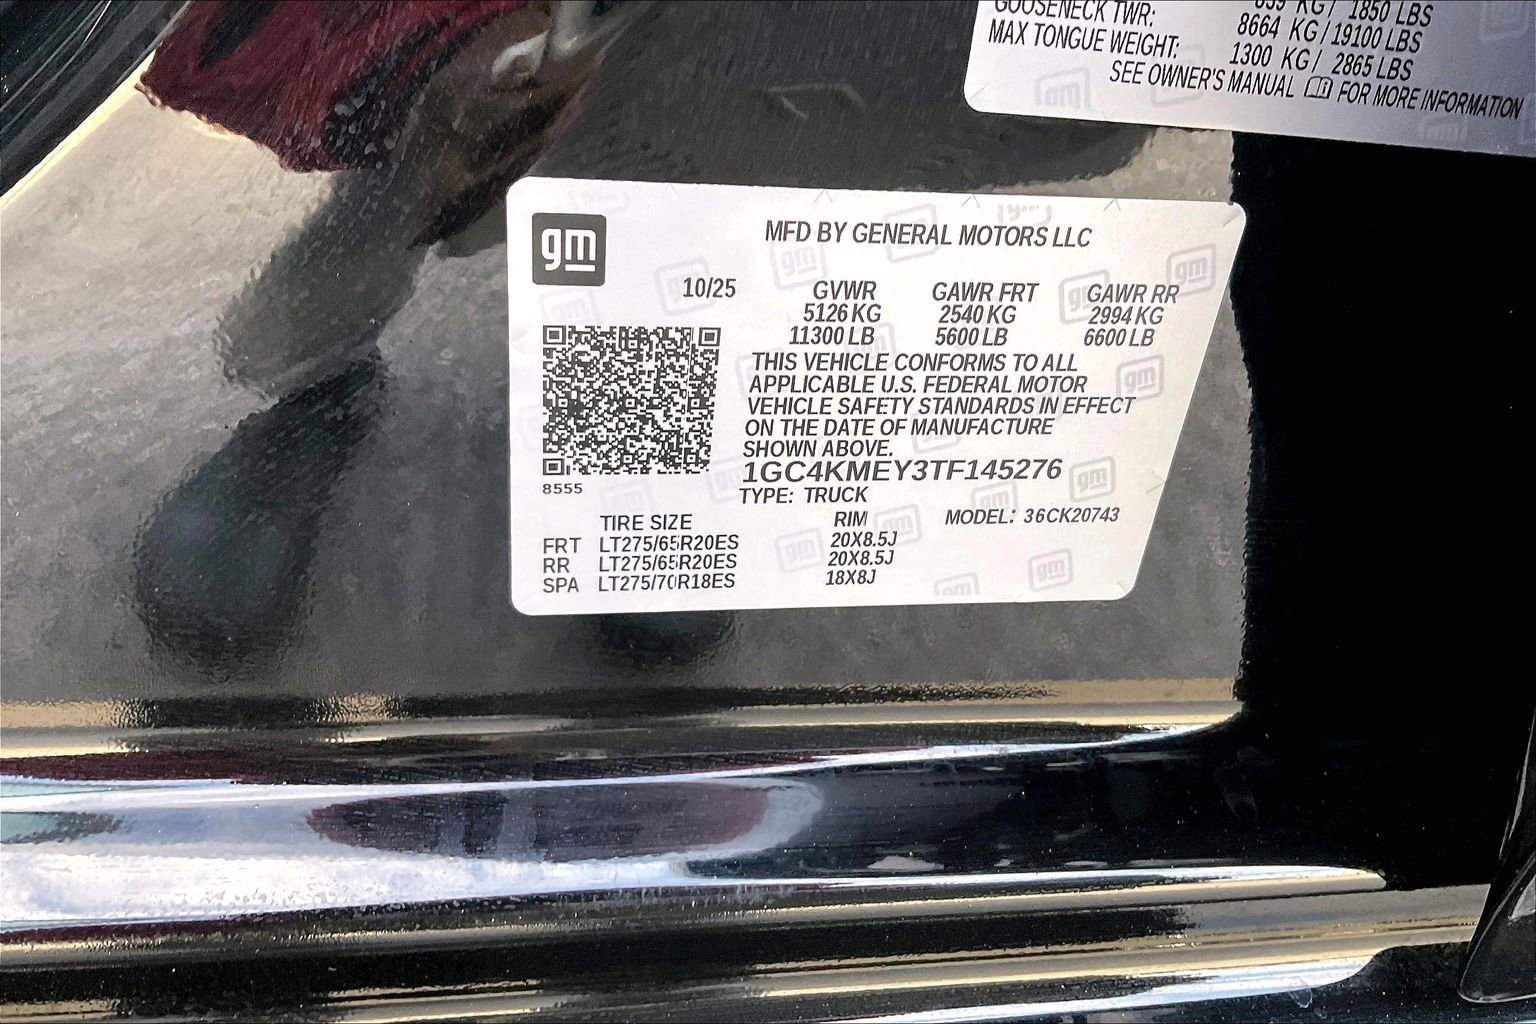 GOOSENECK TWR: 839 KG/ 1850 LBS
8664 KG/19100 LBS
MAX TONGUE WEIGHT: 1300 KG/ 2865 LBS
SEE OWNER'S MANUAL FOR MORE INFORMATION
gm
MFD BY GENERAL MOTORS LLC
10/25
GVWR GAWR FRT GAWR RR
5126 KG 2540 KG 2994 KG
11300 LB 5600 LB 6600 LB
THIS VEHICLE CONFORMS TO ALL
APPLICABLE U.S. FEDERAL MOTOR
VEHICLE SAFETY STANDARDS IN EFFECT
ON THE DATE OF MANUFACTURE
SHOWN ABOVE.
1GC4KMEY3TF145276
TYPE: TRUCK
8555
TIRE SIZE RIM MODEL: 36CK20743
FRT LT275/65R20ES 20X8.5J
RR LT275/65R20ES 20X8.5J
SPA LT275/70R18ES 18X8J